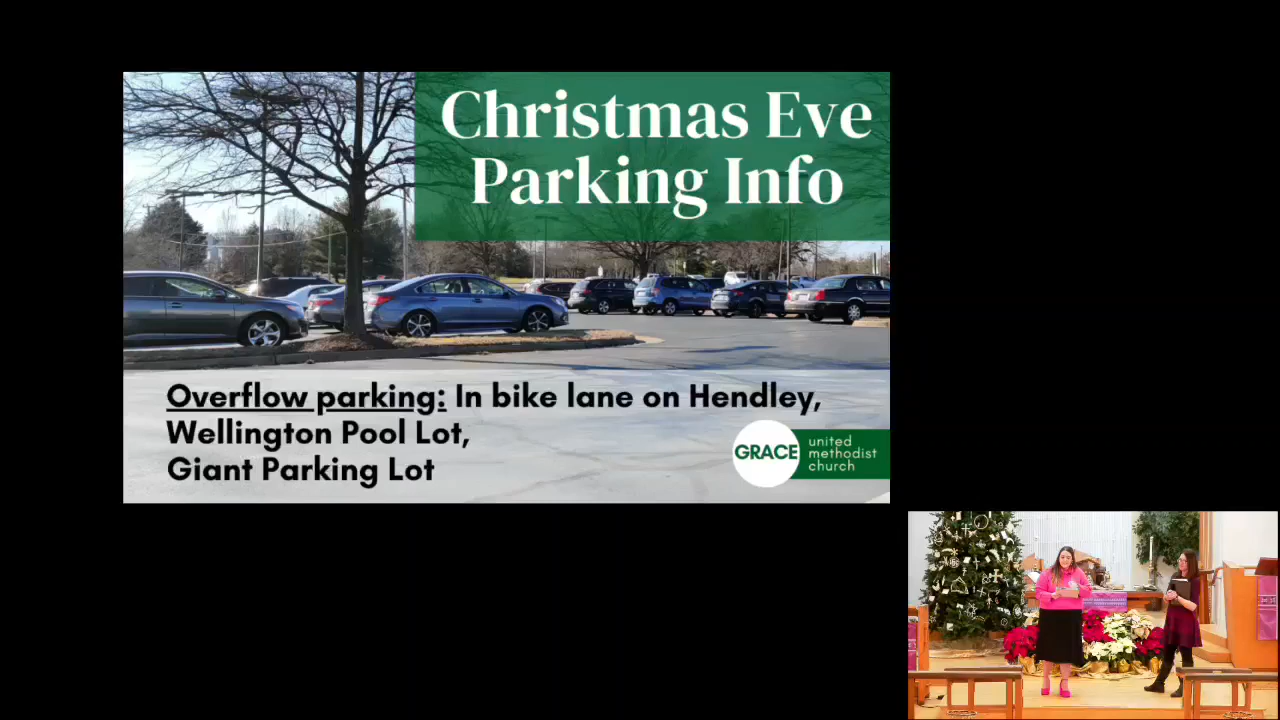 Christmas Eve
Parking Info
Overflow parking: In bike lane on Hendley,
Wellington Pool Lot,
Giant Parking Lot
GRACE
united
methodist
church